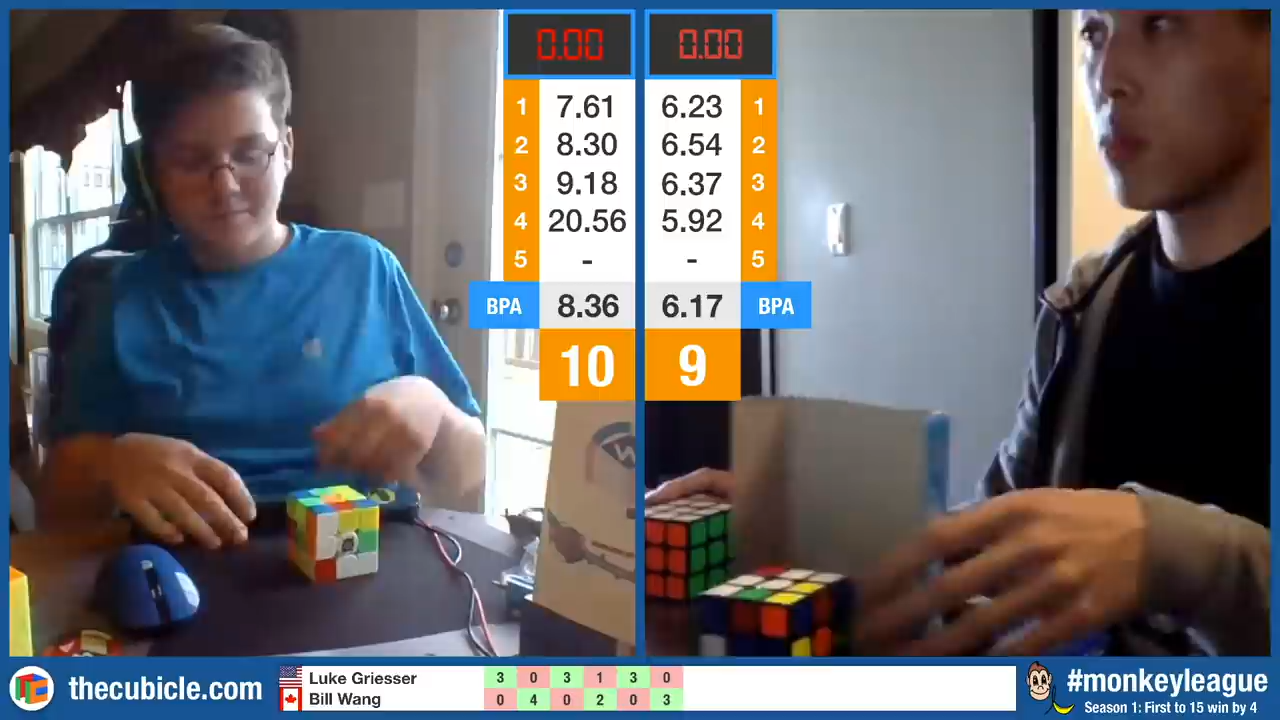 0.00 0.00
1 7.61 6.23 1
2 8.30 6.54 2
3 9.18 6.37 3
4 20.56 5.92 4
5 - - 5
BPA 8.36 6.17 BPA
10 9
W
thecubicle.com
Luke Griesser 3 0 3 1 3 0
Bill Wang 0 4 0 2 0 3
#monkeyleague
Season 1: First to 15 win by 4